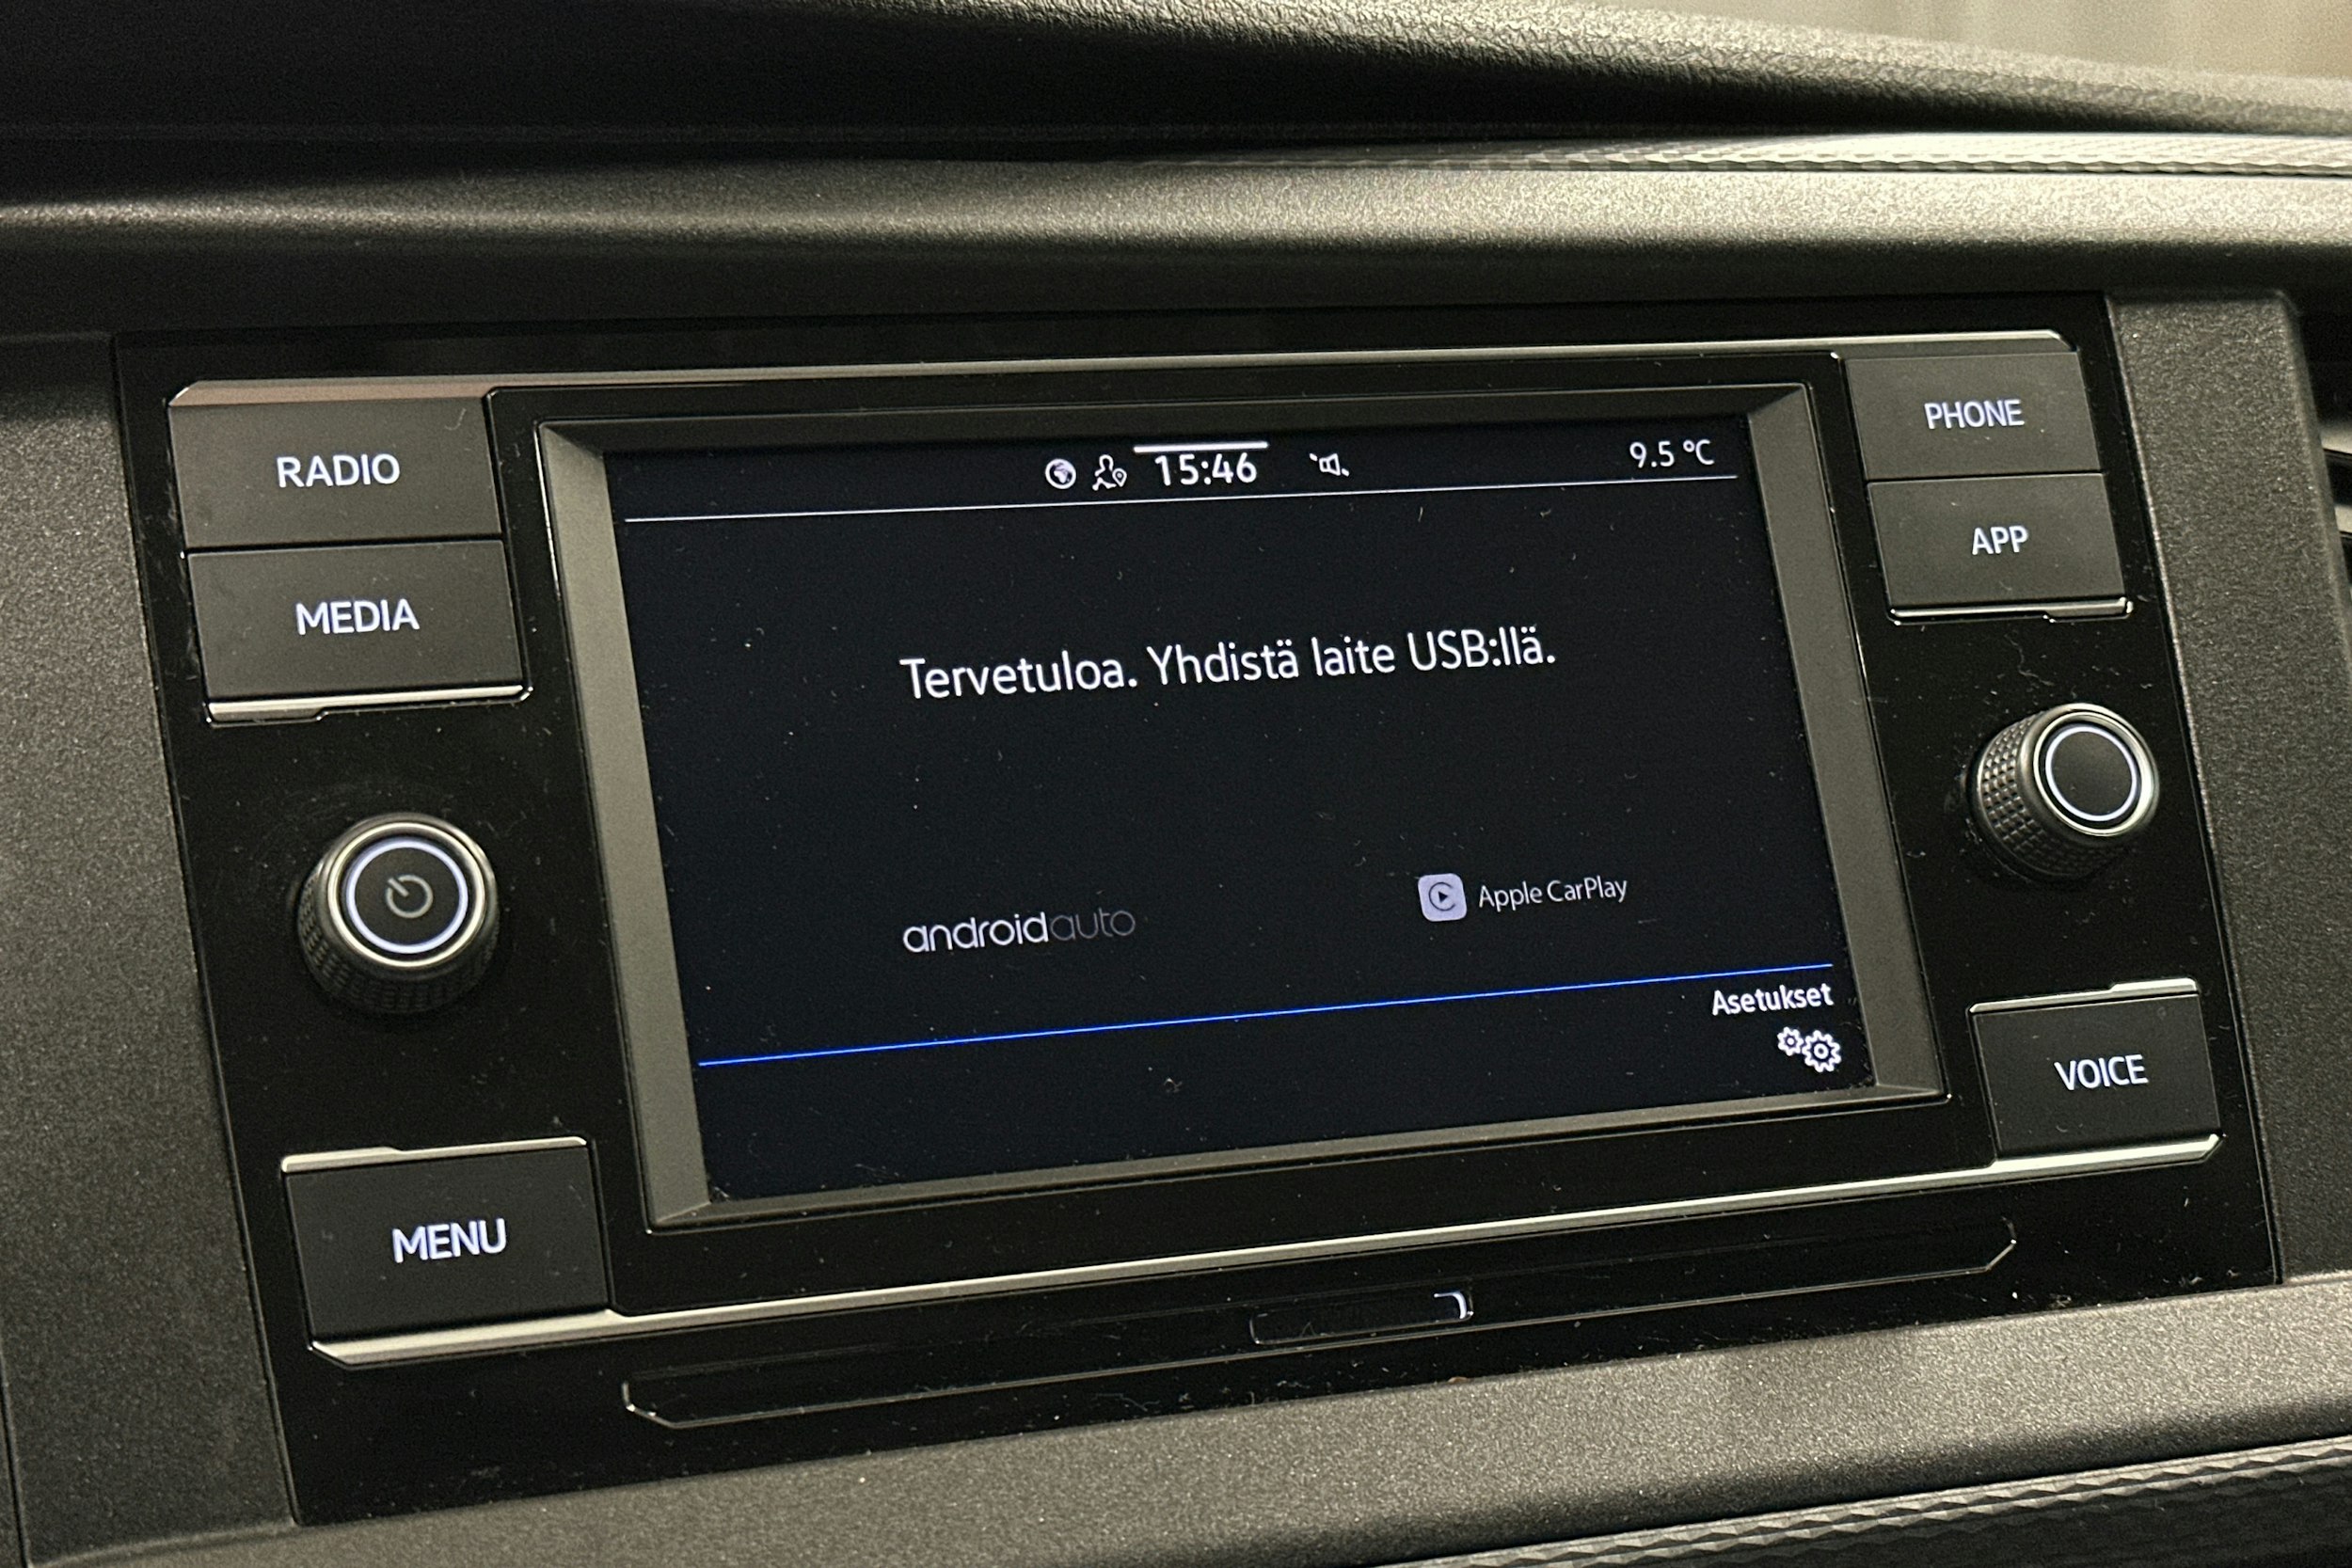 RADIO
MEDIA
MENU
15:46
9.5 °C
Tervetuloa. Yhdistä laite USB:llä.
androidauto
Apple CarPlay
Asetukset
PHONE
APP
VOICE